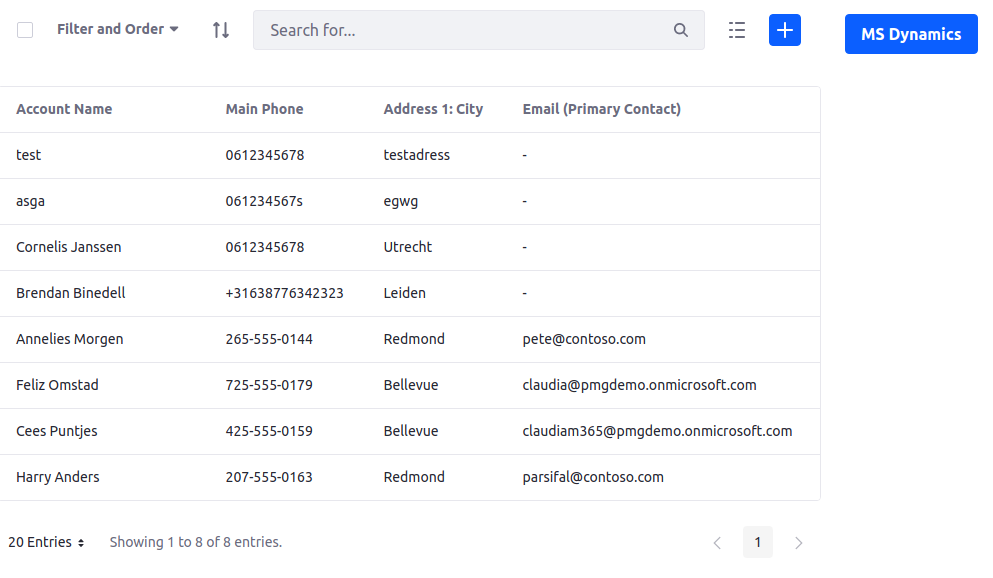 Filter and Order
Search for...
MS Dynamics
Account Name Main Phone Address 1: City Email (Primary Contact)
test 0612345678 testadress -
asga 061234567s egwg -
Cornelis Janssen 0612345678 Utrecht -
Brendan Binedell +31638776342323 Leiden -
Annelies Morgen 265-555-0144 Redmond pete@contoso.com
Feliz Omstad 725-555-0179 Bellevue claudia@pmgdemo.onmicrosoft.com
Cees Puntjes 425-555-0159 Bellevue claudiam365@pmgdemo.onmicrosoft.com
Harry Anders 207-555-0163 Redmond parsifal@contoso.com
20 Entries Showing 1 to 8 of 8 entries. 1